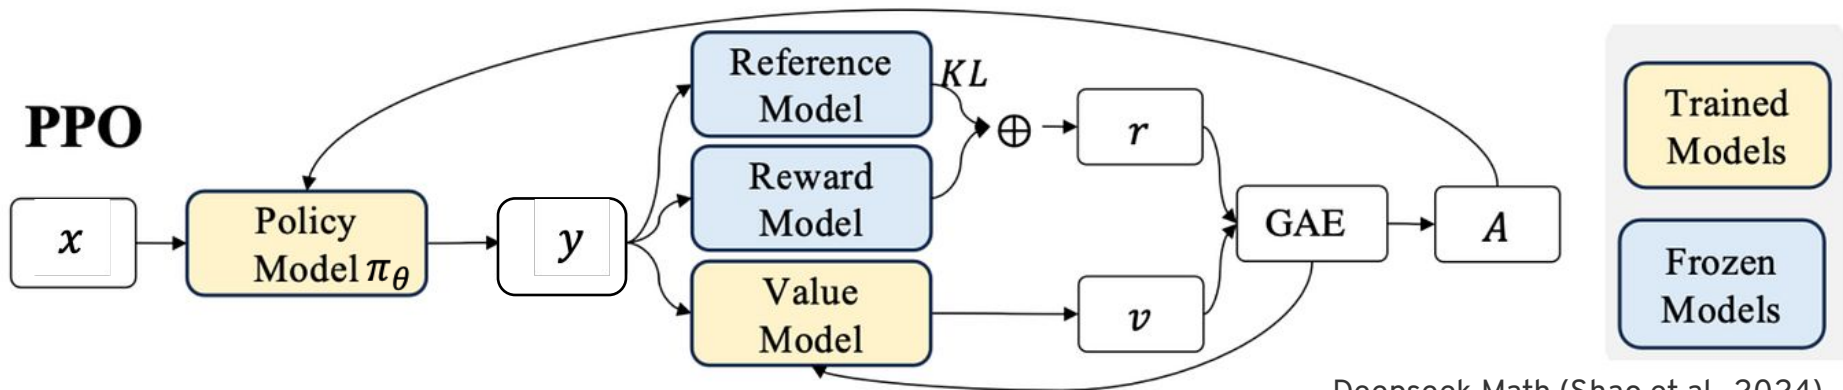 PPO
x
Policy
Model π_θ
y
Reference
Model
KL
Reward
Model
Value
Model
⊕
r
v
GAE
A
Trained
Models
Frozen
Models
Deepseek Math (Shao et al., 2024)